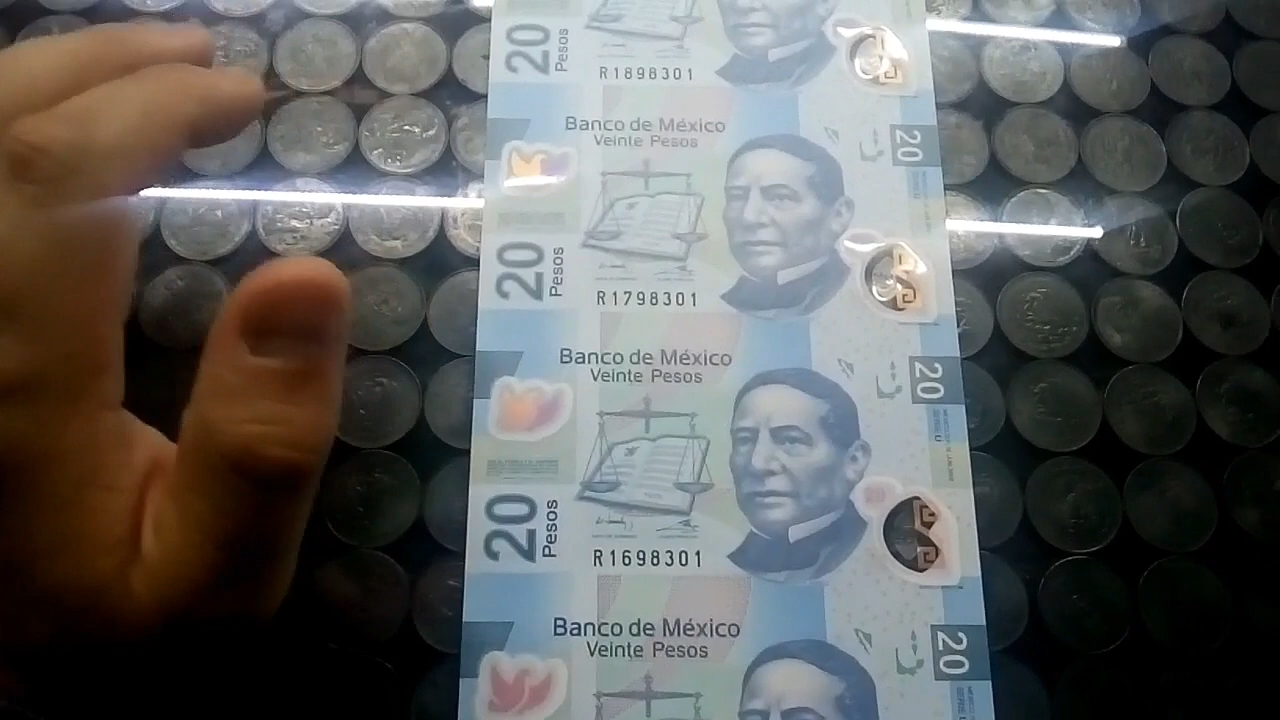 20
Pesos
R1898301
Banco de México
Veinte Pesos
20
20
Pesos
R1798301
Banco de México
Veinte Pesos
20
20
Pesos
R1698301
Banco de México
Veinte Pesos
20